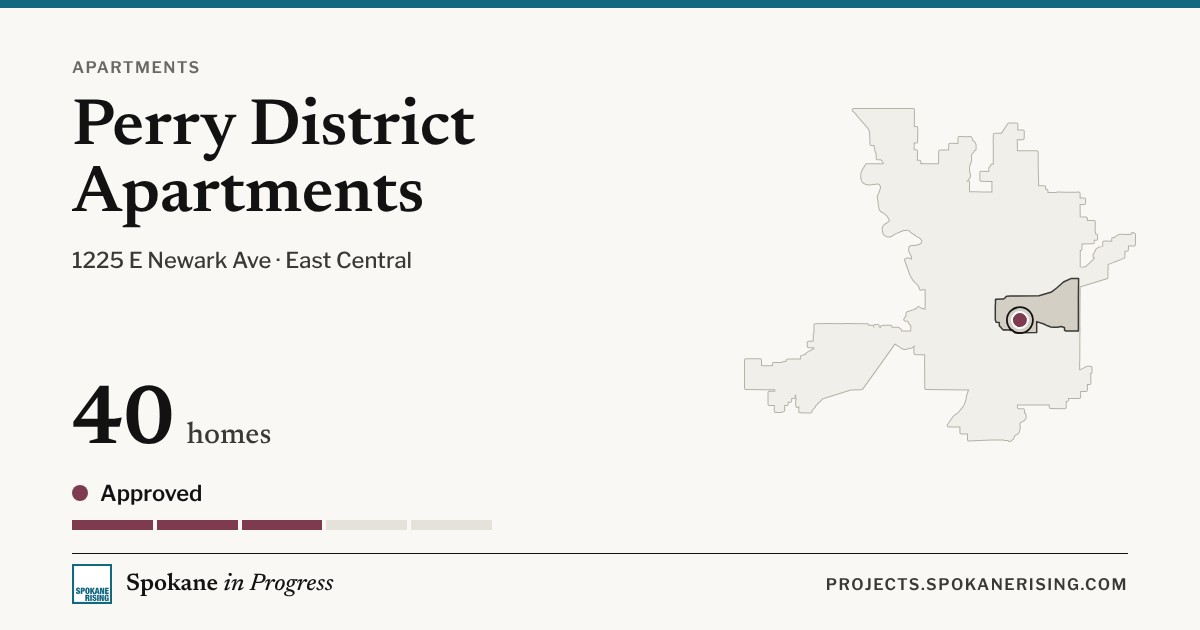 APARTMENTS
Perry District
Apartments
1225 E Newark Ave · East Central
40 homes
Approved
SPOKANE
RISING
Spokane in Progress
PROJECTS.SPOKANERISING.COM